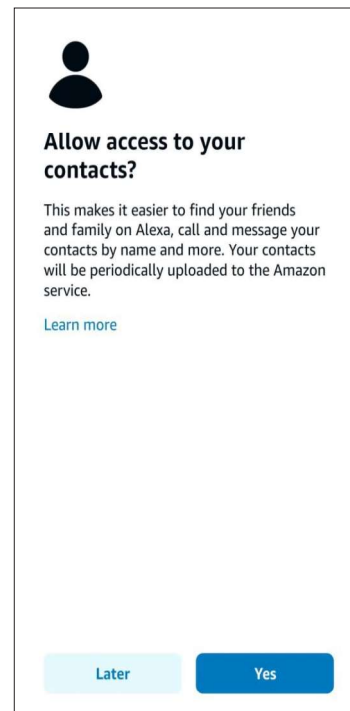 Allow access to your
contacts?
This makes it easier to find your friends
and family on Alexa, call and message your
contacts by name and more. Your contacts
will be periodically uploaded to the Amazon
service.
Learn more
Later
Yes